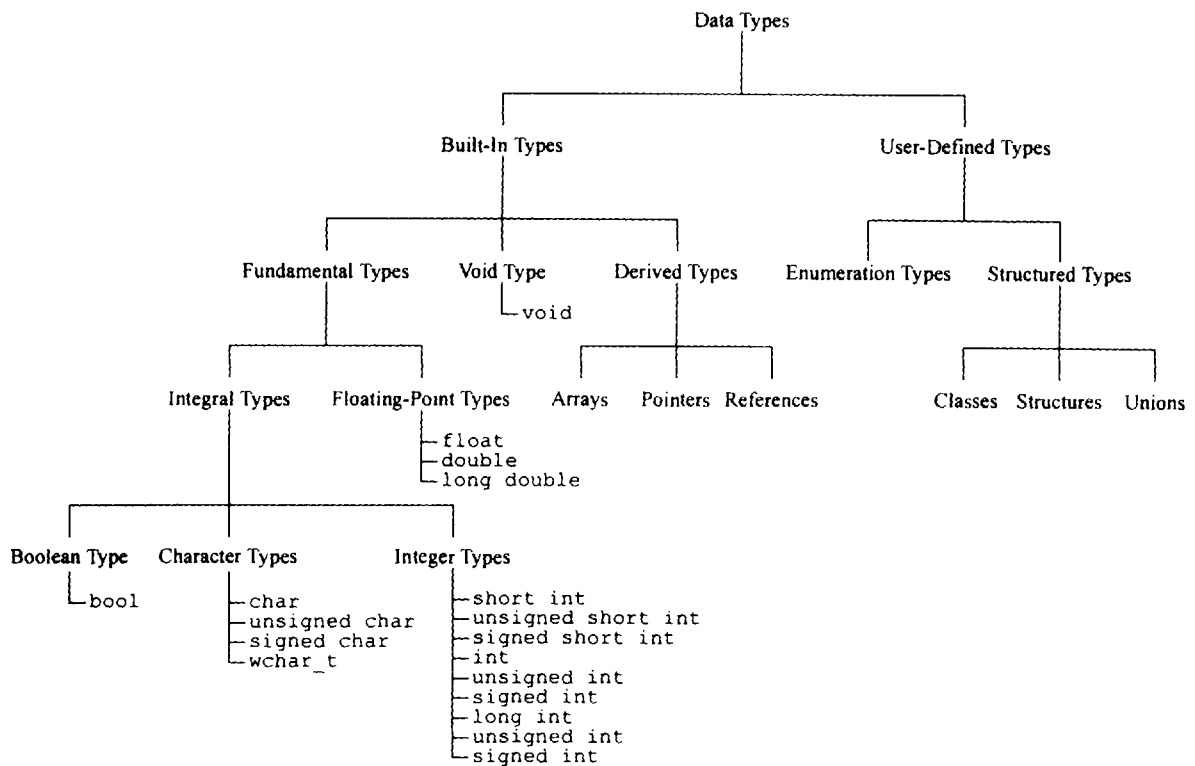 Data Types
Built-In Types
User-Defined Types
Fundamental Types
Void Type
Derived Types
Enumeration Types
Structured Types
void
Integral Types
Floating-Point Types
Arrays
Pointers
References
Classes
Structures
Unions
float
double
long double
Boolean Type
Character Types
Integer Types
bool
char
unsigned char
signed char
wchar_t
short int
unsigned short int
signed short int
int
unsigned int
signed int
long int
unsigned int
signed int